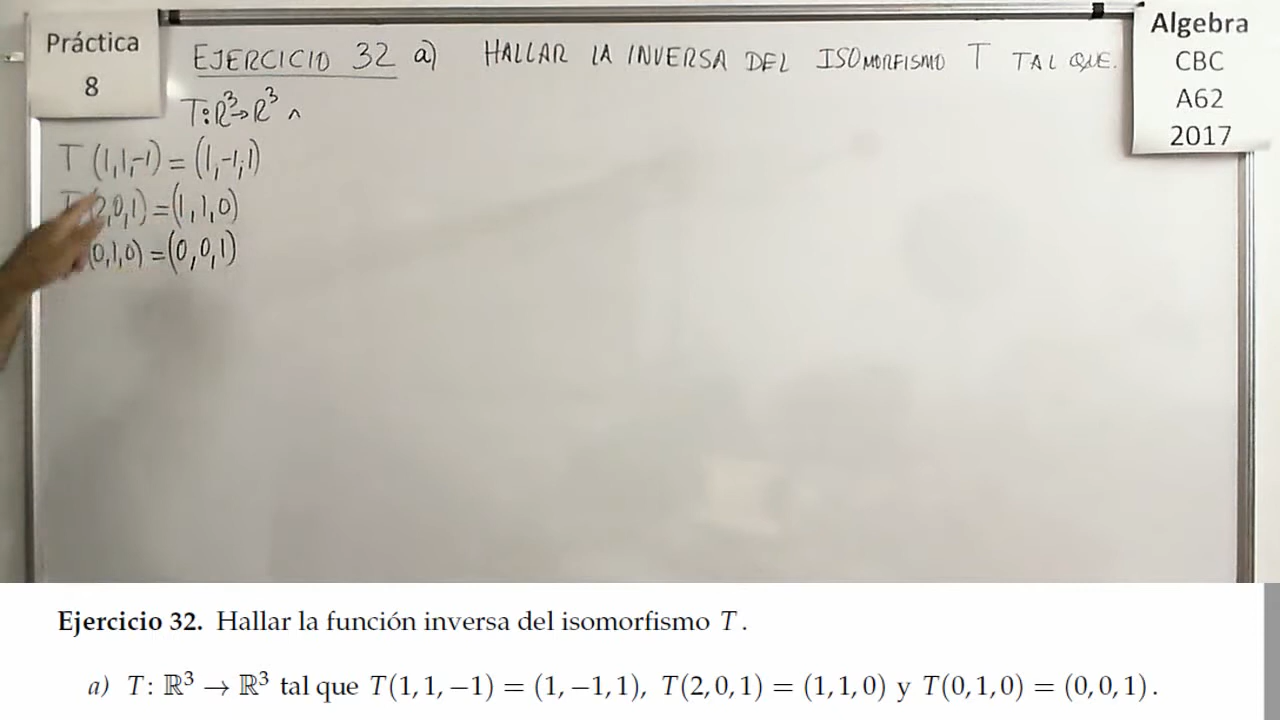 Práctica
8
EJERCICIO 32 a) HALLAR LA INVERSA DEL ISOMORFISMO T TAL QUE.
Algebra
CBC
A62
2017
T:ℝ³→ℝ³ ∧
T(1,1,-1)=(1,-1,1)
T(2,0,1)=(1,1,0)
(0,1,0)=(0,0,1)
Ejercicio 32. Hallar la función inversa del isomorfismo T.
a) T: ℝ³ → ℝ³ tal que T(1,1,−1) = (1,−1,1), T(2,0,1) = (1,1,0) y T(0,1,0) = (0,0,1).